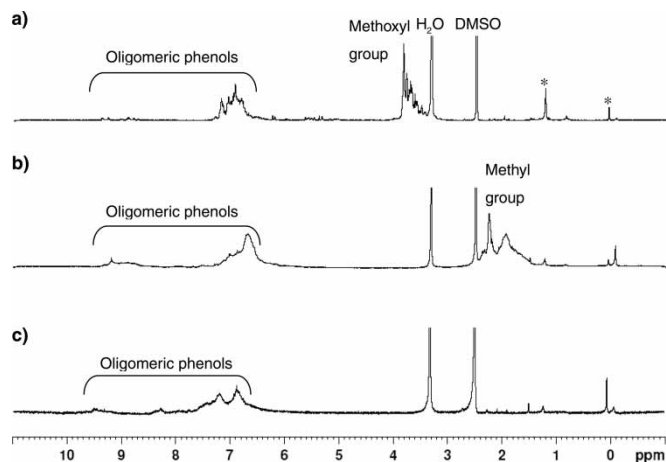 a)
Methoxyl H₂O DMSO
group
Oligomeric phenols
*
*
b)
Methyl
group
Oligomeric phenols
c)
Oligomeric phenols
10 9 8 7 6 5 4 3 2 1 0 ppm